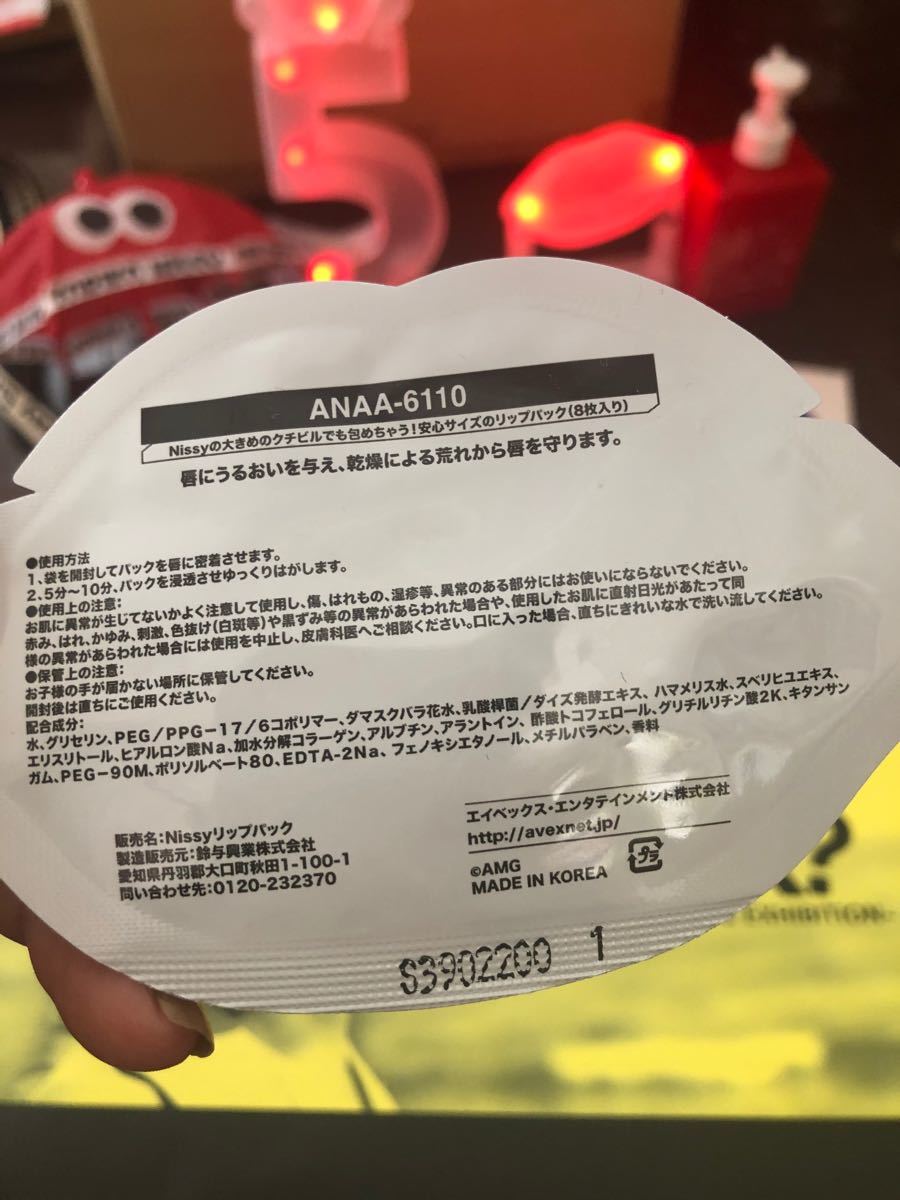 ANAA-6110
Nissyの大きめのクチビルでも包めちゃう!安心サイズのリップパック(8枚入り)
唇にうるおいを与え、乾燥による荒れから唇を守ります。
●使用方法
1、袋を開封してパックを唇に密着させます。
2、5分〜10分、パックを浸透させゆっくりはがします。
●使用上の注意:
お肌に異常が生じてないかよく注意して使用し、傷、はれもの、湿疹等、異常のある部分にはお使いにならないでください。
赤み、はれ、かゆみ、刺激、色抜け(白斑等)や黒ずみ等の異常があらわれた場合や、使用したお肌に直射日光があたって同
様の異常があらわれた場合には使用を中止し、皮膚科医へご相談ください。口に入った場合、直ちにきれいな水で洗い流してください。
●保管上の注意:
お子様の手が届かない場所に保管してください。
開封後は直ちにご使用ください。
配合成分:
水、グリセリン、PEG/PPG-17/6コポリマー、ダマスクバラ花水、乳酸桿菌/ダイズ発酵エキス、ハマメリス水、スベリヒユエキス、
エリスリトール、ヒアルロン酸Na、加水分解コラーゲン、アルブチン、アラントイン、酢酸トコフェロール、グリチルリチン酸2K、キタンサン
ガム、PEG-90M、ポリソルベート80、EDTA-2Na、フェノキシエタノール、メチルパラベン、香料
販売名:Nissyリップパック
製造販売元:鈴与興業株式会社
愛知県丹羽郡大口町秋田1-100-1
問い合わせ先:0120-232370
エイベックス・エンタテインメント株式会社
http://avexnet.jp/
©AMG
MADE IN KOREA
プラ
S3902200 1
5
?
EXHIBITION